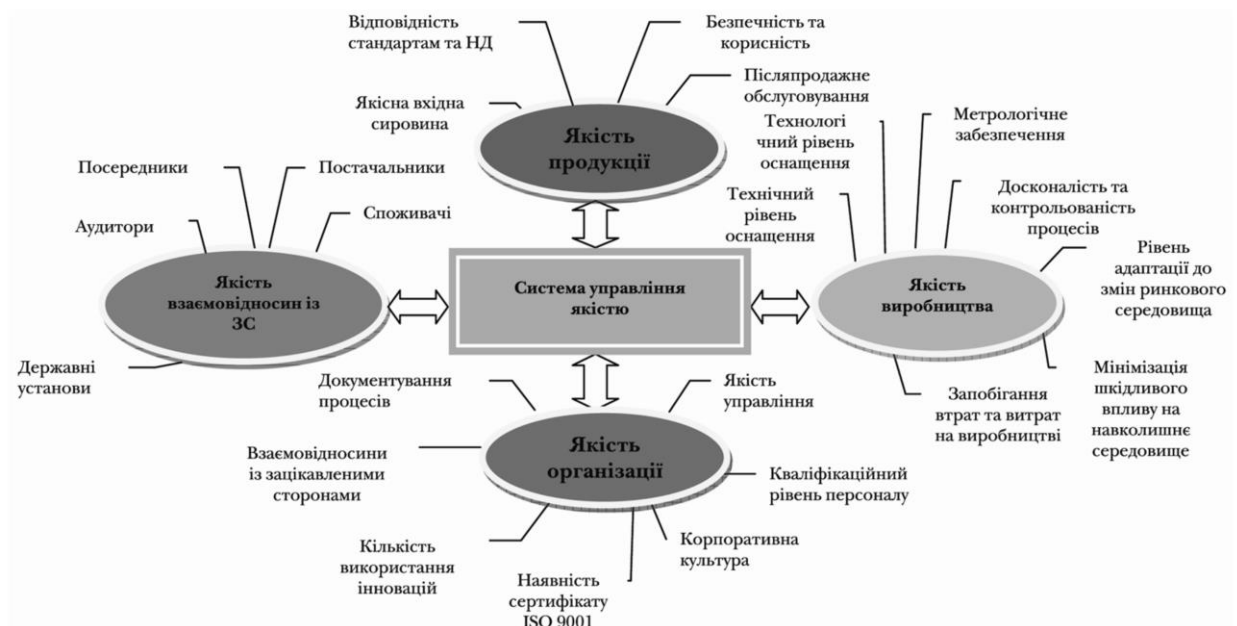 Відповідність
стандартам та НД
Безпечність та
корисність
Якісна вхідна
сировина
Післяпродажне
обслуговування
Якість
продукції
Посередники
Постачальники
Аудитори
Споживачі
Державні
установи
Якість
взаємовідносин із
ЗС
Система управління
якістю
Технологі
чний рівень
оснащення
Метрологічне
забезпечення
Технічний
рівень
оснащення
Досконалість та
контрольованість
процесів
Рівень
адаптації до
змін ринкового
середовища
Якість
виробництва
Запобігання
втрат та витрат
на виробництві
Мінімізація
шкідливого
впливу на
навколишнє
середовище
Документування
процесів
Якість
управління
Якість
організації
Взаємовідносини
із зацікавленими
сторонами
Кваліфікаційний
рівень персоналу
Кількість
використання
інновацій
Наявність
сертифікату
ISO 9001
Корпоративна
культура